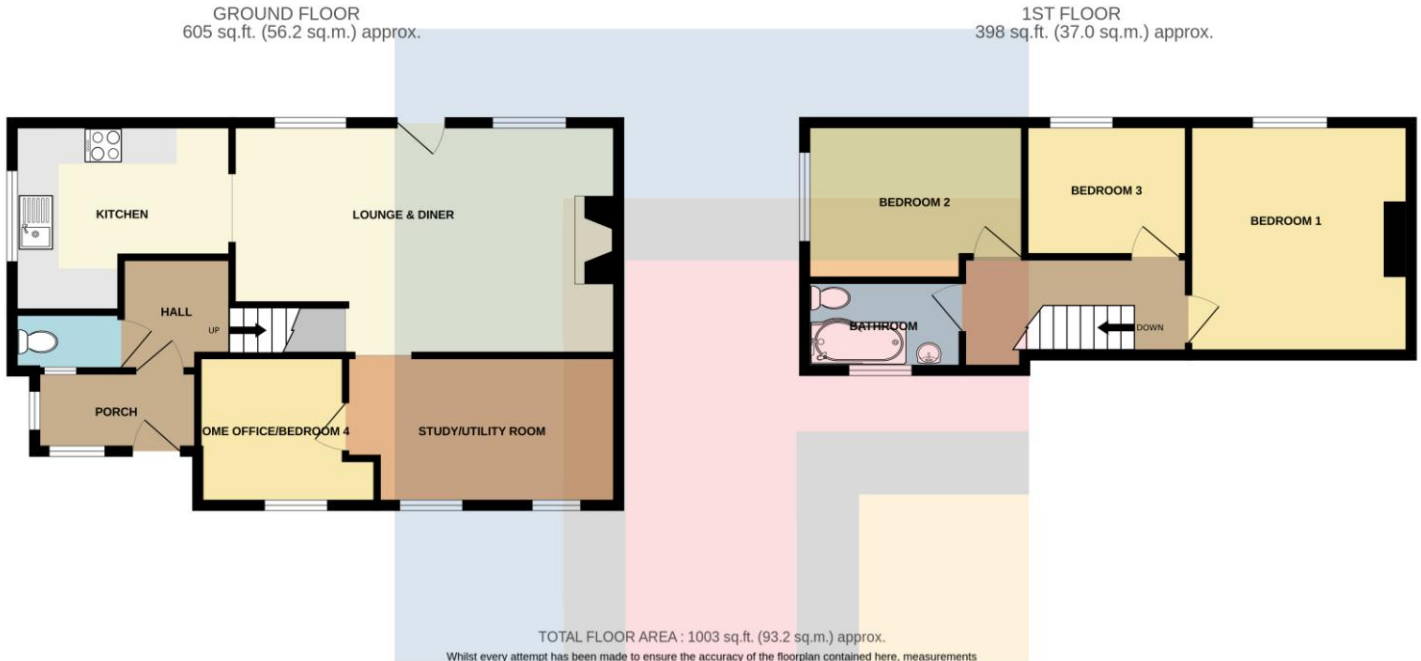 GROUND FLOOR
605 sq.ft. (56.2 sq.m.) approx.
1ST FLOOR
398 sq.ft. (37.0 sq.m.) approx.
KITCHEN
LOUNGE & DINER
HALL
UP
PORCH
OME OFFICE/BEDROOM 4
STUDY/UTILITY ROOM
BEDROOM 2
BEDROOM 3
BEDROOM 1
BATHROOM
DOWN
TOTAL FLOOR AREA : 1003 sq.ft. (93.2 sq.m.) approx.
Whilst every attempt has been made to ensure the accuracy of the floorplan contained here, measurements